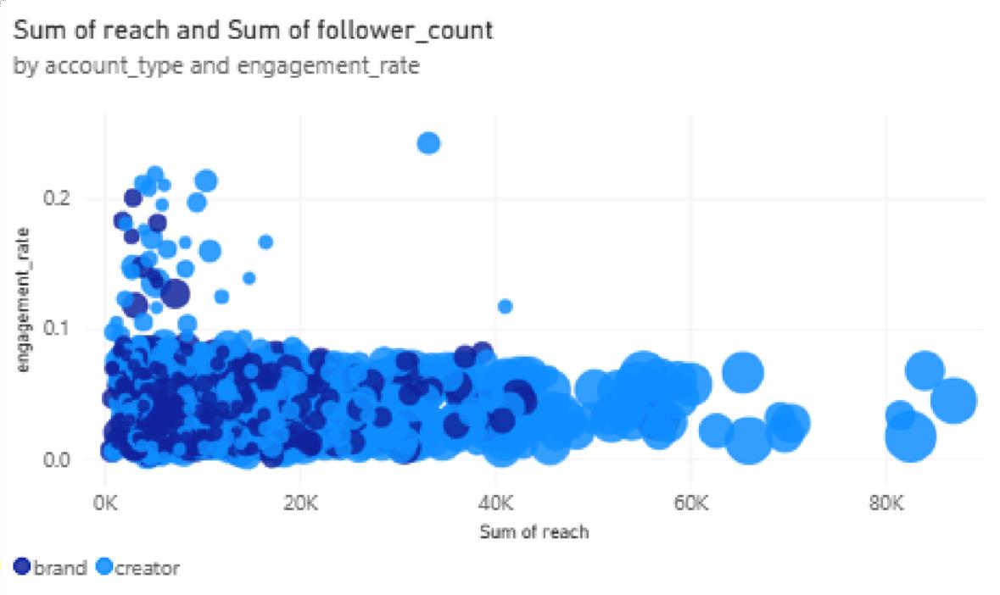 Sum of reach and Sum of follower_count
by account_type and engagement_rate
engagement_rate
0.2
0.1
0.0
0K 20K 40K 60K 80K
Sum of reach
brand creator